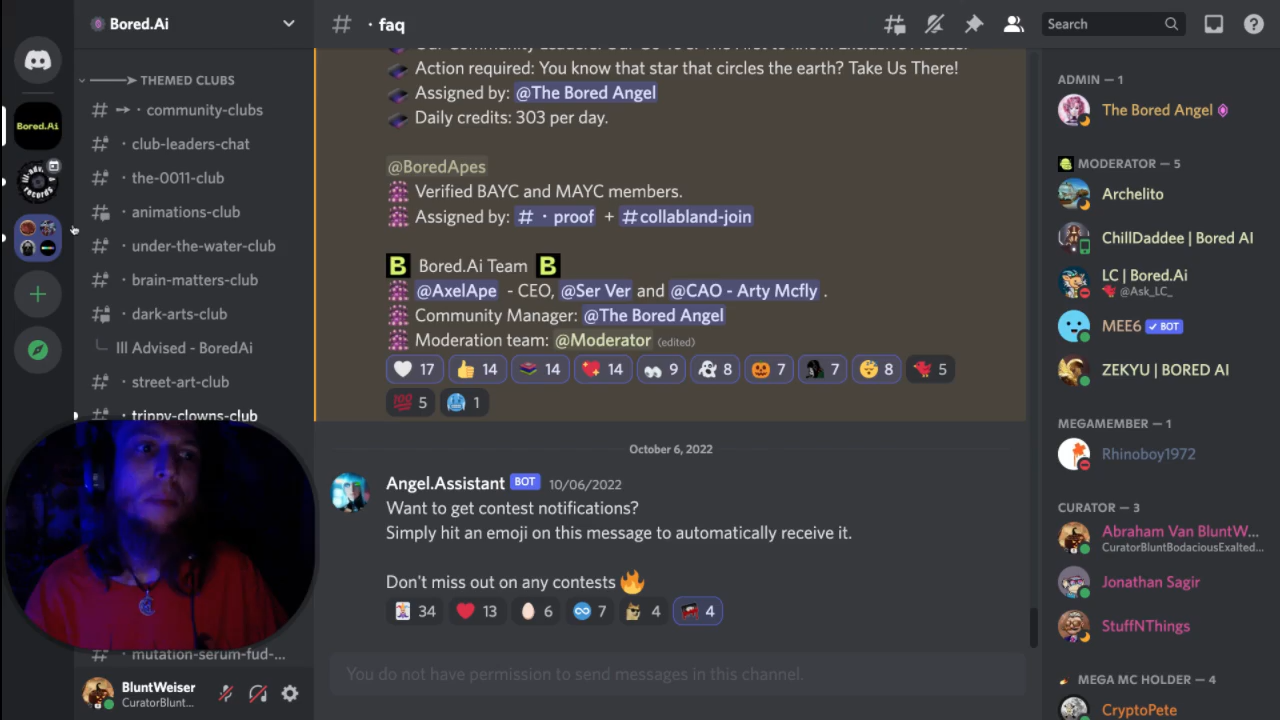 Bored.Ai
faq
Search
Bored.Ai
ill-adv.
records
THEMED CLUBS
community-clubs
club-leaders-chat
the-0011-club
animations-club
under-the-water-club
brain-matters-club
dark-arts-club
Ill Advised - BoredAi
street-art-club
trippy-clowns-club
mutation-serum-fud-...
BluntWeiser
CuratorBlunt...
Action required: You know that star that circles the earth? Take Us There!
Assigned by: @The Bored Angel
Daily credits: 303 per day.
@BoredApes
Verified BAYC and MAYC members.
Assigned by: # · proof + #collabland-join
B Bored.Ai Team B
@AxelApe - CEO, @Ser Ver and @CAO - Arty Mcfly .
Community Manager: @The Bored Angel
Moderation team: @Moderator (edited)
17 14 14 14 9 8 7 7 8 5
100 5 1
October 6, 2022
Angel.Assistant BOT 10/06/2022
Want to get contest notifications?
Simply hit an emoji on this message to automatically receive it.
Don't miss out on any contests
34 13 6 7 4 4
You do not have permission to send messages in this channel.
ADMIN — 1
The Bored Angel
MODERATOR — 5
Archelito
ChillDaddee | Bored AI
LC | Bored.Ai
@Ask_LC_
MEE6 BOT
ZEKYU | BORED AI
MEGAMEMBER — 1
Rhinoboy1972
CURATOR — 3
Abraham Van BluntW...
CuratorBluntBodaciousExalted...
Jonathan Sagir
StuffNThings
MEGA MC HOLDER — 4
CryptoPete